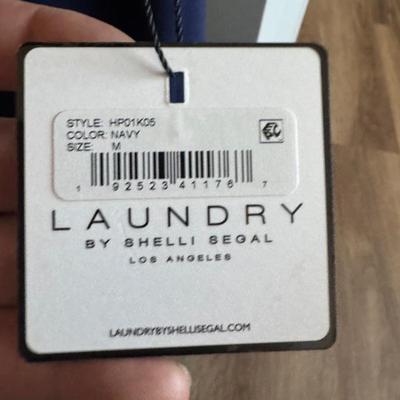 STYLE: HP01K05
COLOR: NAVY
SIZE: M
1 92523 41176 7
LAUNDRY
BY SHELLI SEGAL
LOS ANGELES
LAUNDRYBYSHELLISEGAL.COM